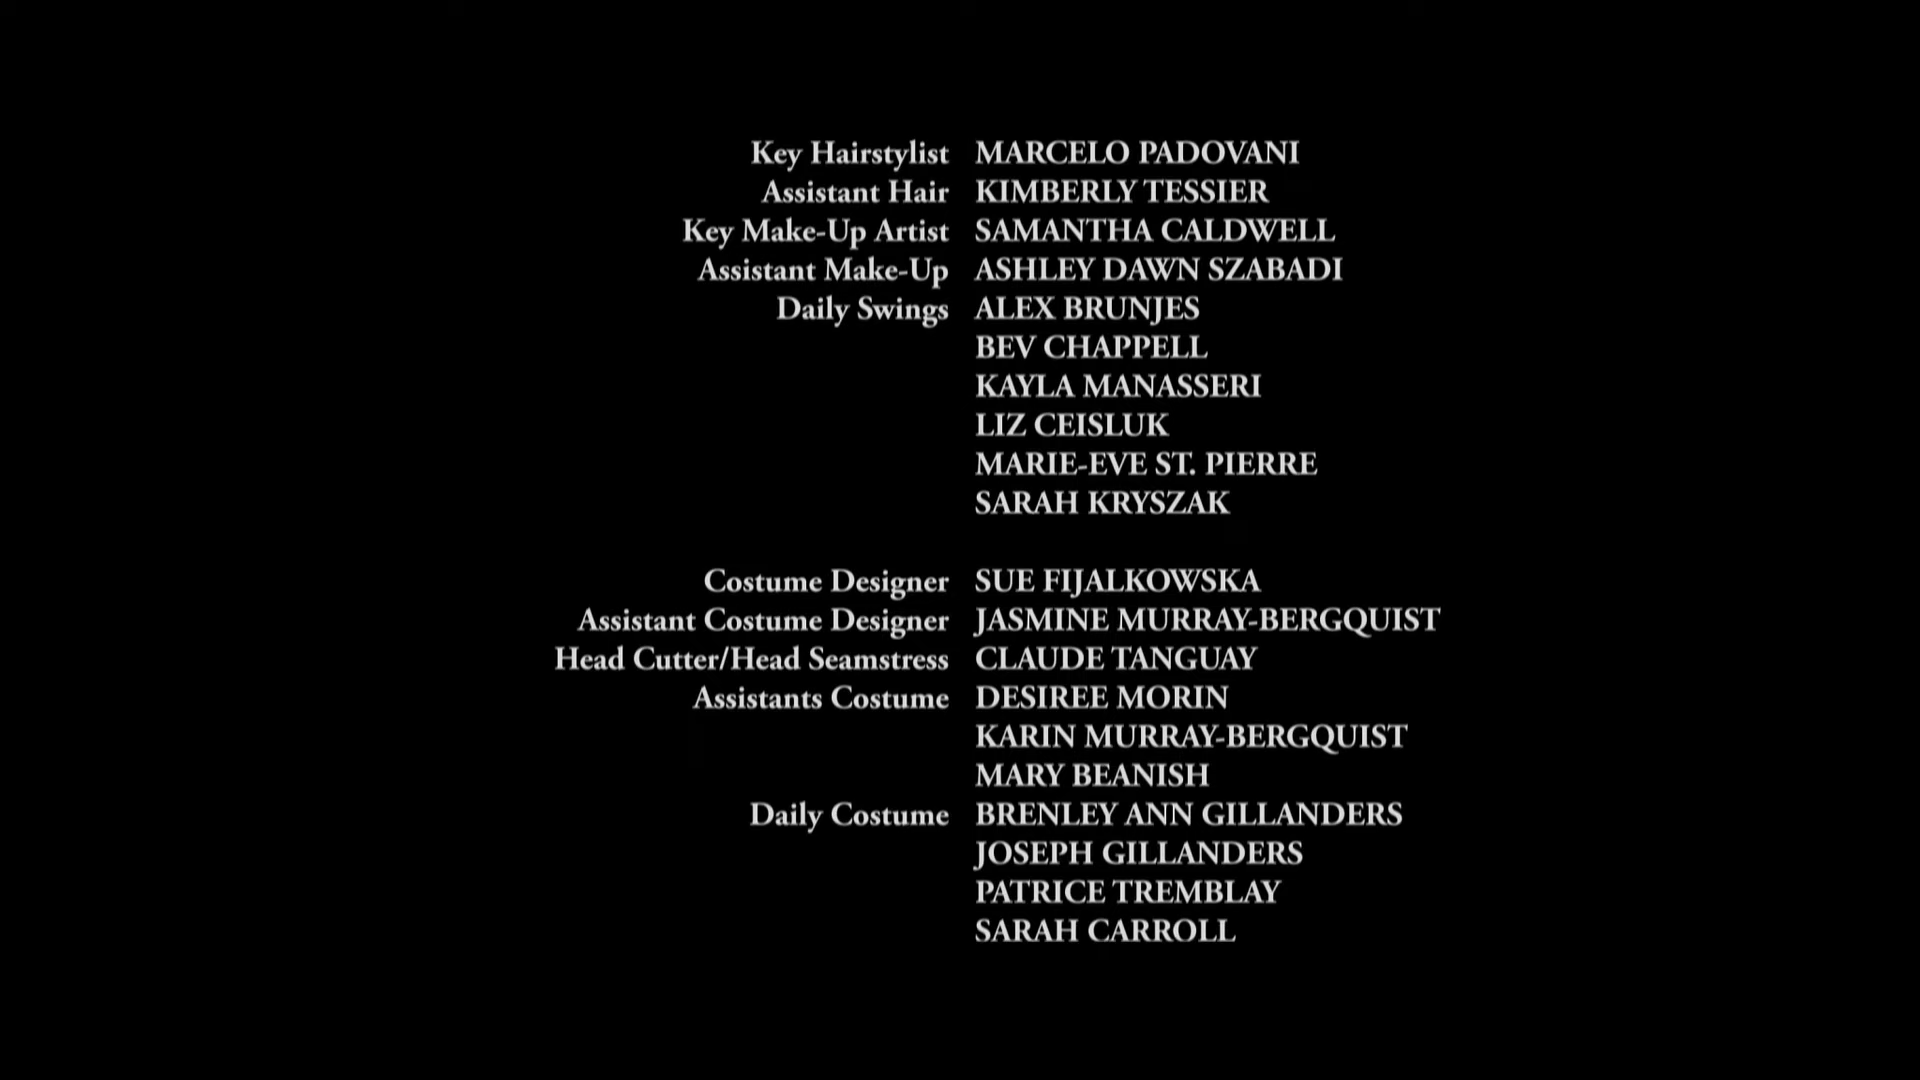 Key Hairstylist MARCELO PADOVANI
Assistant Hair KIMBERLY TESSIER
Key Make-Up Artist SAMANTHA CALDWELL
Assistant Make-Up ASHLEY DAWN SZABADI
Daily Swings ALEX BRUNJES
BEV CHAPPELL
KAYLA MANASSERI
LIZ CEISLUK
MARIE-EVE ST. PIERRE
SARAH KRYSZAK
Costume Designer SUE FIJALKOWSKA
Assistant Costume Designer JASMINE MURRAY-BERGQUIST
Head Cutter/Head Seamstress CLAUDE TANGUAY
Assistants Costume DESIREE MORIN
KARIN MURRAY-BERGQUIST
MARY BEANISH
Daily Costume BRENLEY ANN GILLANDERS
JOSEPH GILLANDERS
PATRICE TREMBLAY
SARAH CARROLL